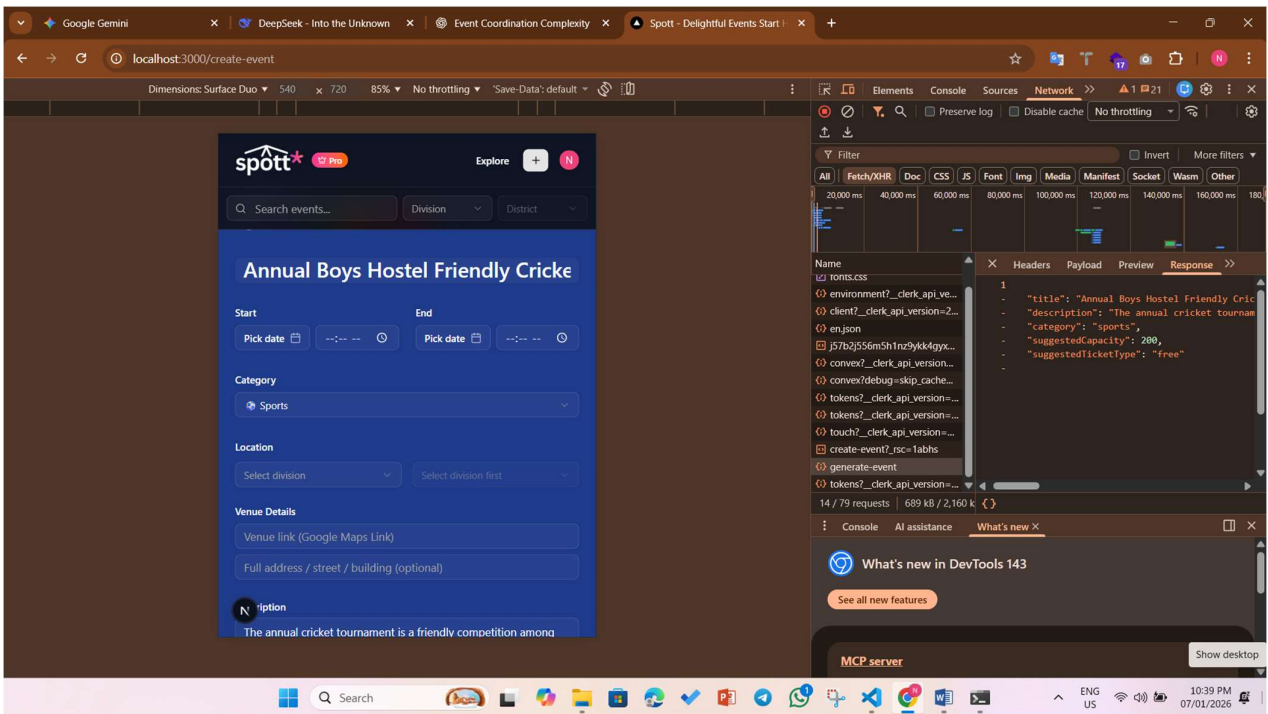 Google Gemini
DeepSeek - Into the Unknown
Event Coordination Complexity
Spott - Delightful Events Start H
localhost:3000/create-event
17
N
Dimensions: Surface Duo 540 x 720 85% No throttling 'Save-Data': default
Elements Console Sources Network 1 21
Preserve log Disable cache No throttling
Filter Invert More filters
All Fetch/XHR Doc CSS JS Font Img Media Manifest Socket Wasm Other
20,000 ms 40,000 ms 60,000 ms 80,000 ms 100,000 ms 120,000 ms 140,000 ms 160,000 ms 180,
spott* Pro Explore + N
Search events... Division District
Annual Boys Hostel Friendly Cricke
Start End
Pick date --:-- -- Pick date --:-- --
Category
Sports
Location
Select division Select division first
Venue Details
Venue link (Google Maps Link)
Full address / street / building (optional)
N ription
The annual cricket tournament is a friendly competition among
Name
fonts.css
environment?__clerk_api_ve...
client?__clerk_api_version=2...
en.json
j57b2j556m5h1nz9ykk4gyx...
convex?__clerk_api_version...
convex?debug=skip_cache...
tokens?__clerk_api_version=...
tokens?__clerk_api_version=...
touch?__clerk_api_version=...
create-event?_rsc=1abhs
generate-event
tokens?__clerk_api_version=...
14 / 79 requests 689 kB / 2,160 k
Headers Payload Preview Response
1
- "title": "Annual Boys Hostel Friendly Cric
- "description": "The annual cricket tournam
- "category": "sports",
- "suggestedCapacity": 200,
- "suggestedTicketType": "free"
-
{}
Console AI assistance What's new
What's new in DevTools 143
See all new features
MCP server
Show desktop
Search
1
N
ENG
US
10:39 PM
07/01/2026